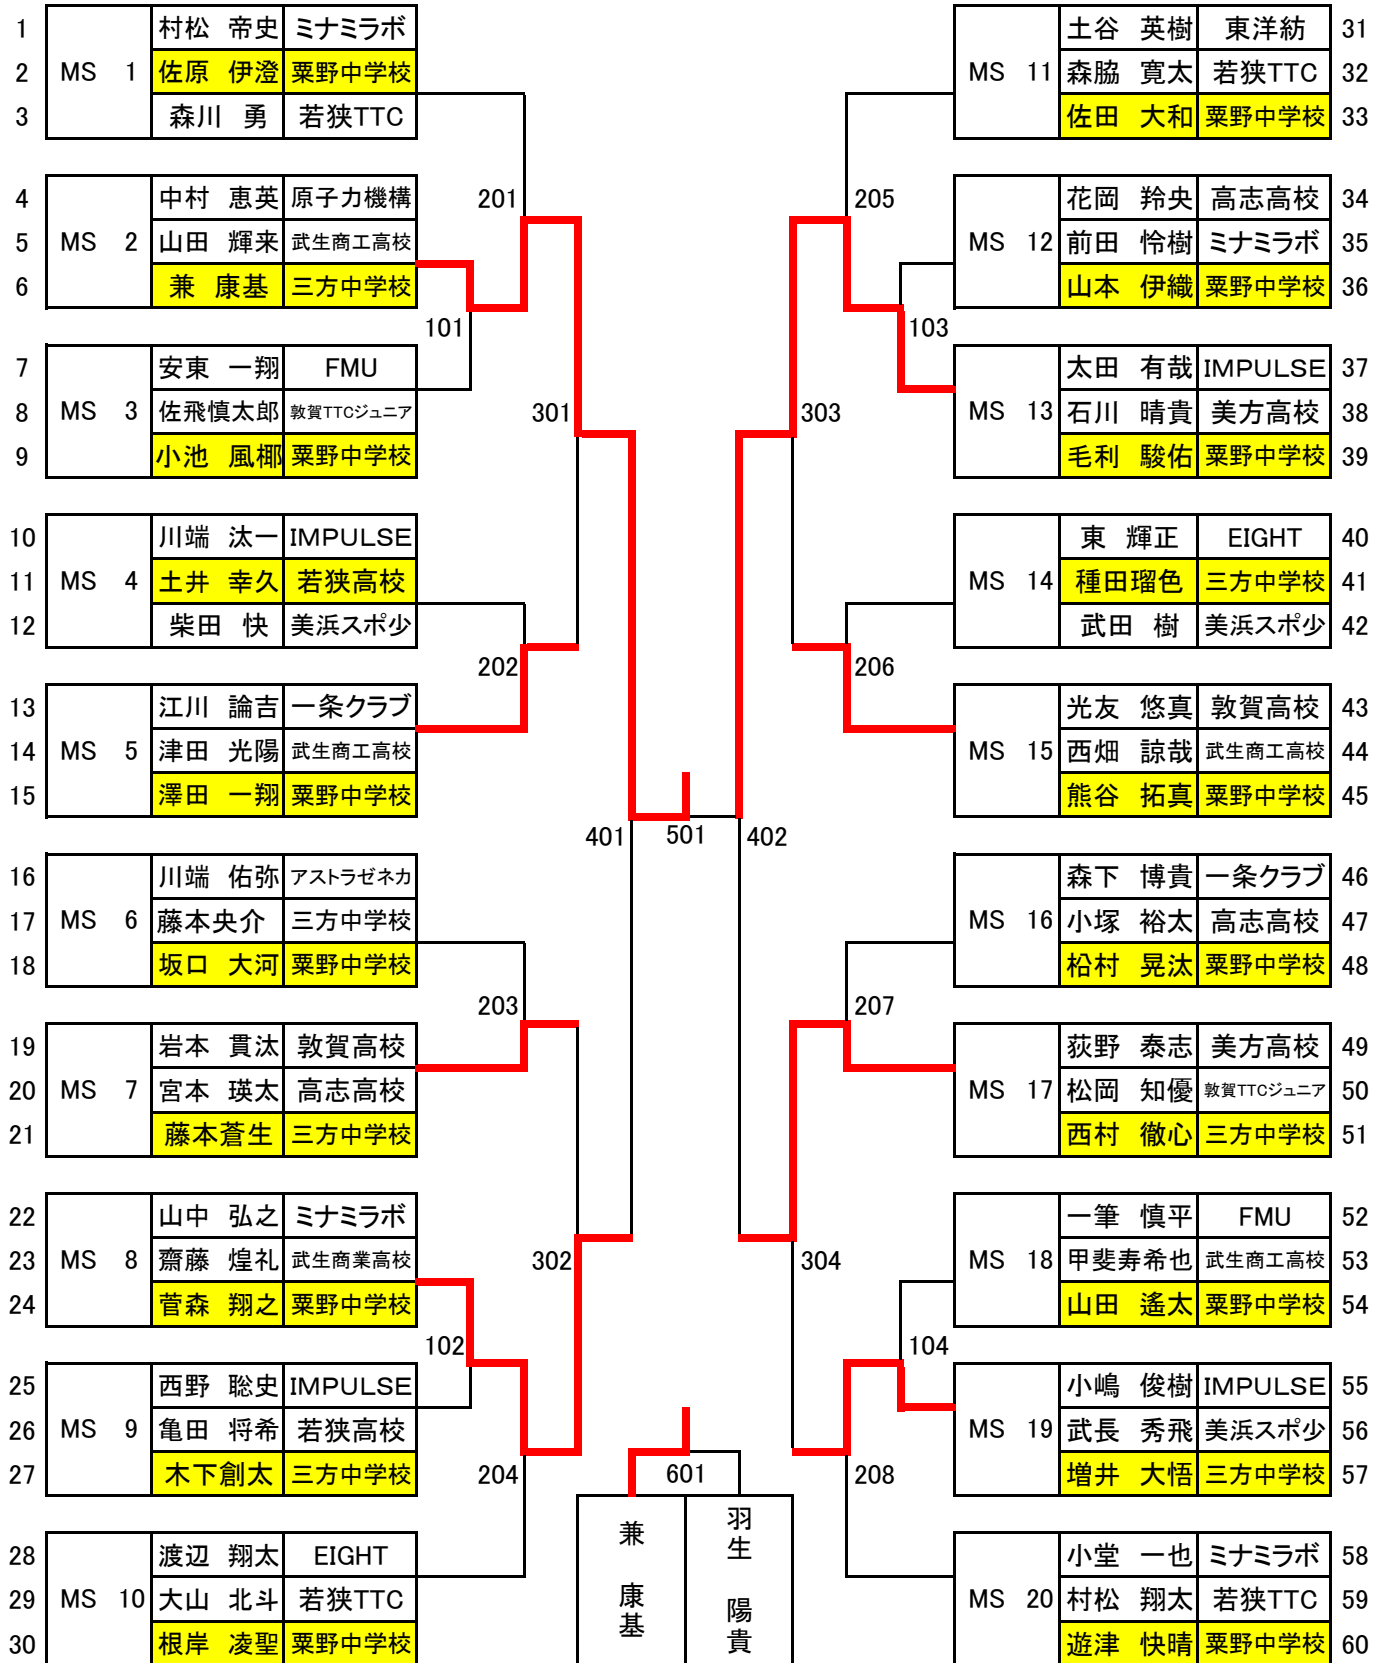 1 村松 帝史 ミナミラボ
2 MS 1 佐原 伊澄 粟野中学校
3 森川 勇 若狭TTC
4 中村 恵英 原子力機構
5 MS 2 山田 輝来 武生商工高校
6 兼 康基 三方中学校
7 安東 一翔 FMU
8 MS 3 佐飛慎太郎 敦賀TTCジュニア
9 小池 風梛 粟野中学校
10 川端 汰一 IMPULSE
11 MS 4 土井 幸久 若狭高校
12 柴田 快 美浜スポ少
13 江川 諭吉 一条クラブ
14 MS 5 津田 光陽 武生商工高校
15 澤田 一翔 粟野中学校
16 川端 佑弥 アストラゼネカ
17 MS 6 藤本央介 三方中学校
18 坂口 大河 粟野中学校
19 岩本 貫汰 敦賀高校
20 MS 7 宮本 瑛太 高志高校
21 藤本蒼生 三方中学校
22 山中 弘之 ミナミラボ
23 MS 8 齋藤 煌礼 武生商業高校
24 菅森 翔之 粟野中学校
25 西野 聡史 IMPULSE
26 MS 9 亀田 将希 若狭高校
27 木下創太 三方中学校
28 渡辺 翔太 EIGHT
29 MS 10 大山 北斗 若狭TTC
30 根岸 凌聖 粟野中学校
201
101
301
202
401
203
302
102
204
501
601
兼 康基
羽生 陽貴
205
103
303
206
402
207
304
104
208
土谷 英樹 東洋紡 31
MS 11 森脇 寛太 若狭TTC 32
佐田 大和 粟野中学校 33
花岡 羚央 高志高校 34
MS 12 前田 怜樹 ミナミラボ 35
山本 伊織 粟野中学校 36
太田 有哉 IMPULSE 37
MS 13 石川 晴貴 美方高校 38
毛利 駿佑 粟野中学校 39
東 輝正 EIGHT 40
MS 14 種田瑠色 三方中学校 41
武田 樹 美浜スポ少 42
光友 悠真 敦賀高校 43
MS 15 西畑 諒哉 武生商工高校 44
熊谷 拓真 粟野中学校 45
森下 博貴 一条クラブ 46
MS 16 小塚 裕太 高志高校 47
松村 晃汰 粟野中学校 48
荻野 泰志 美方高校 49
MS 17 松岡 知優 敦賀TTCジュニア 50
西村 徹心 三方中学校 51
一筆 慎平 FMU 52
MS 18 甲斐寿希也 武生商工高校 53
山田 遙太 粟野中学校 54
小嶋 俊樹 IMPULSE 55
MS 19 武長 秀飛 美浜スポ少 56
増井 大悟 三方中学校 57
小堂 一也 ミナミラボ 58
MS 20 村松 翔太 若狭TTC 59
遊津 快晴 粟野中学校 60